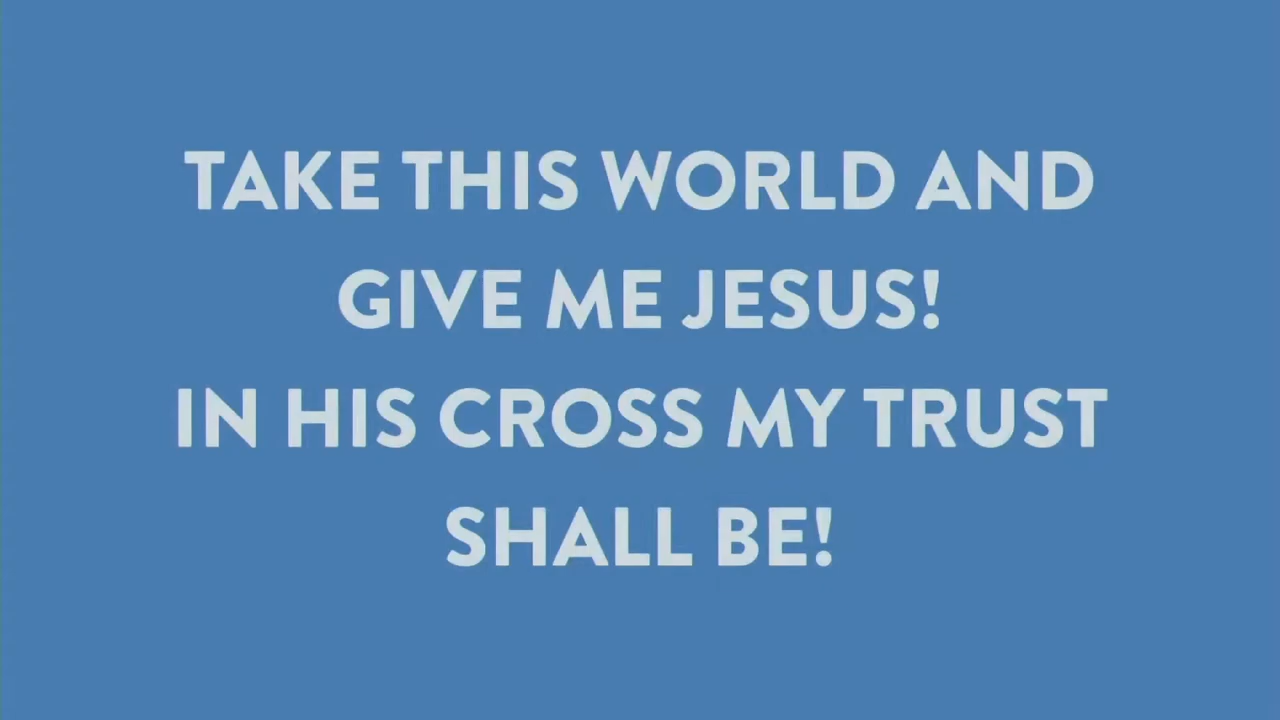 TAKE THIS WORLD AND
GIVE ME JESUS!
IN HIS CROSS MY TRUST
SHALL BE!